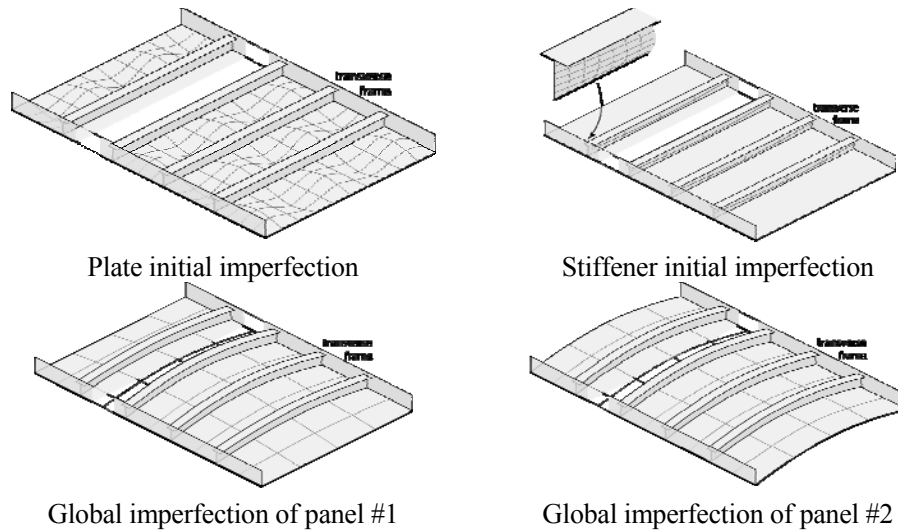 transverse
frame
transverse
frame
Plate initial imperfection
Stiffener initial imperfection
transverse
frame
transverse
frame
Global imperfection of panel #1
Global imperfection of panel #2